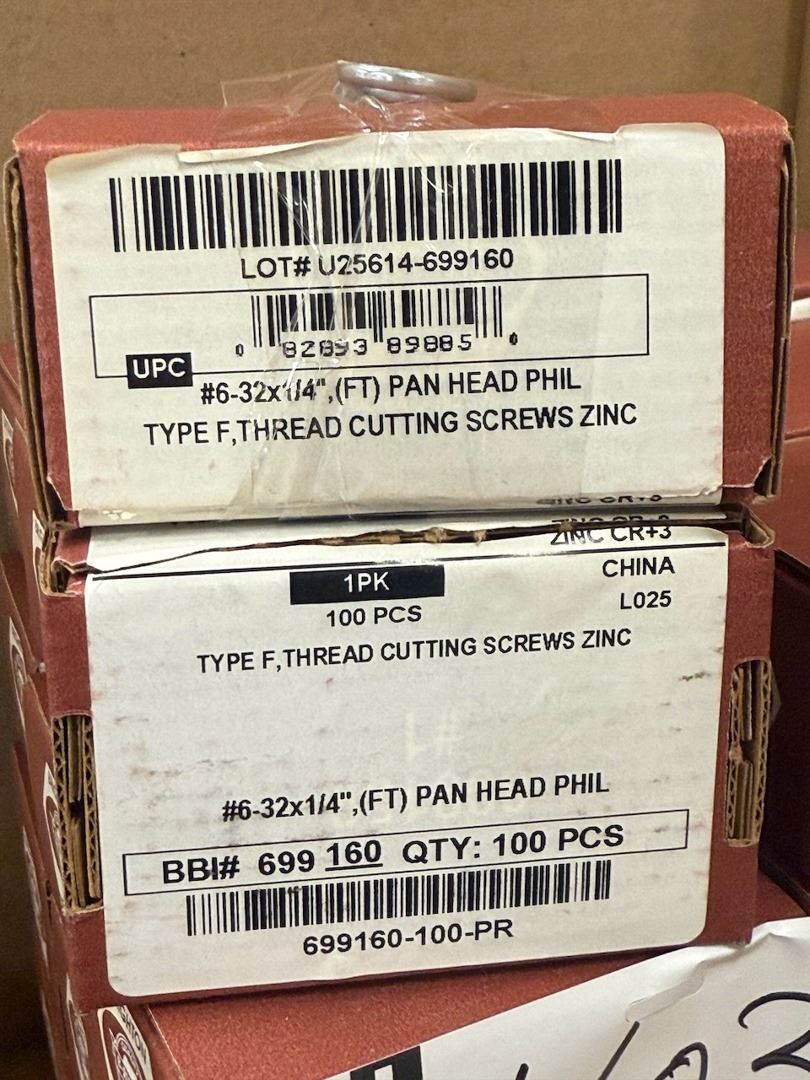 LOT# U25614-699160
0 82893 89885 0
UPC
#6-32x1/4",(FT) PAN HEAD PHIL
TYPE F,THREAD CUTTING SCREWS ZINC
ZINC CR+3
ZINC CR+3
1PK
CHINA
100 PCS
L025
TYPE F,THREAD CUTTING SCREWS ZINC
#6-32x1/4",(FT) PAN HEAD PHIL
BBI# 699 160 QTY: 100 PCS
699160-100-PR